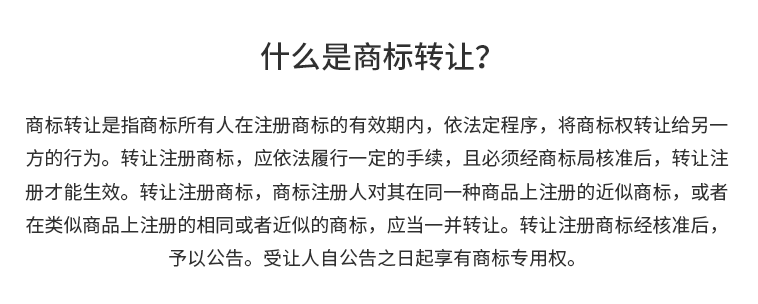 什么是商标转让？
商标转让是指商标所有人在注册商标的有效期内，依法定程序，将商标权转让给另一
方的行为。转让注册商标，应依法履行一定的手续，且必须经商标局核准后，转让注
册才能生效。转让注册商标，商标注册人对其在同一种商品上注册的近似商标，或者
在类似商品上注册的相同或者近似的商标，应当一并转让。转让注册商标经核准后，
予以公告。受让人自公告之日起享有商标专用权。